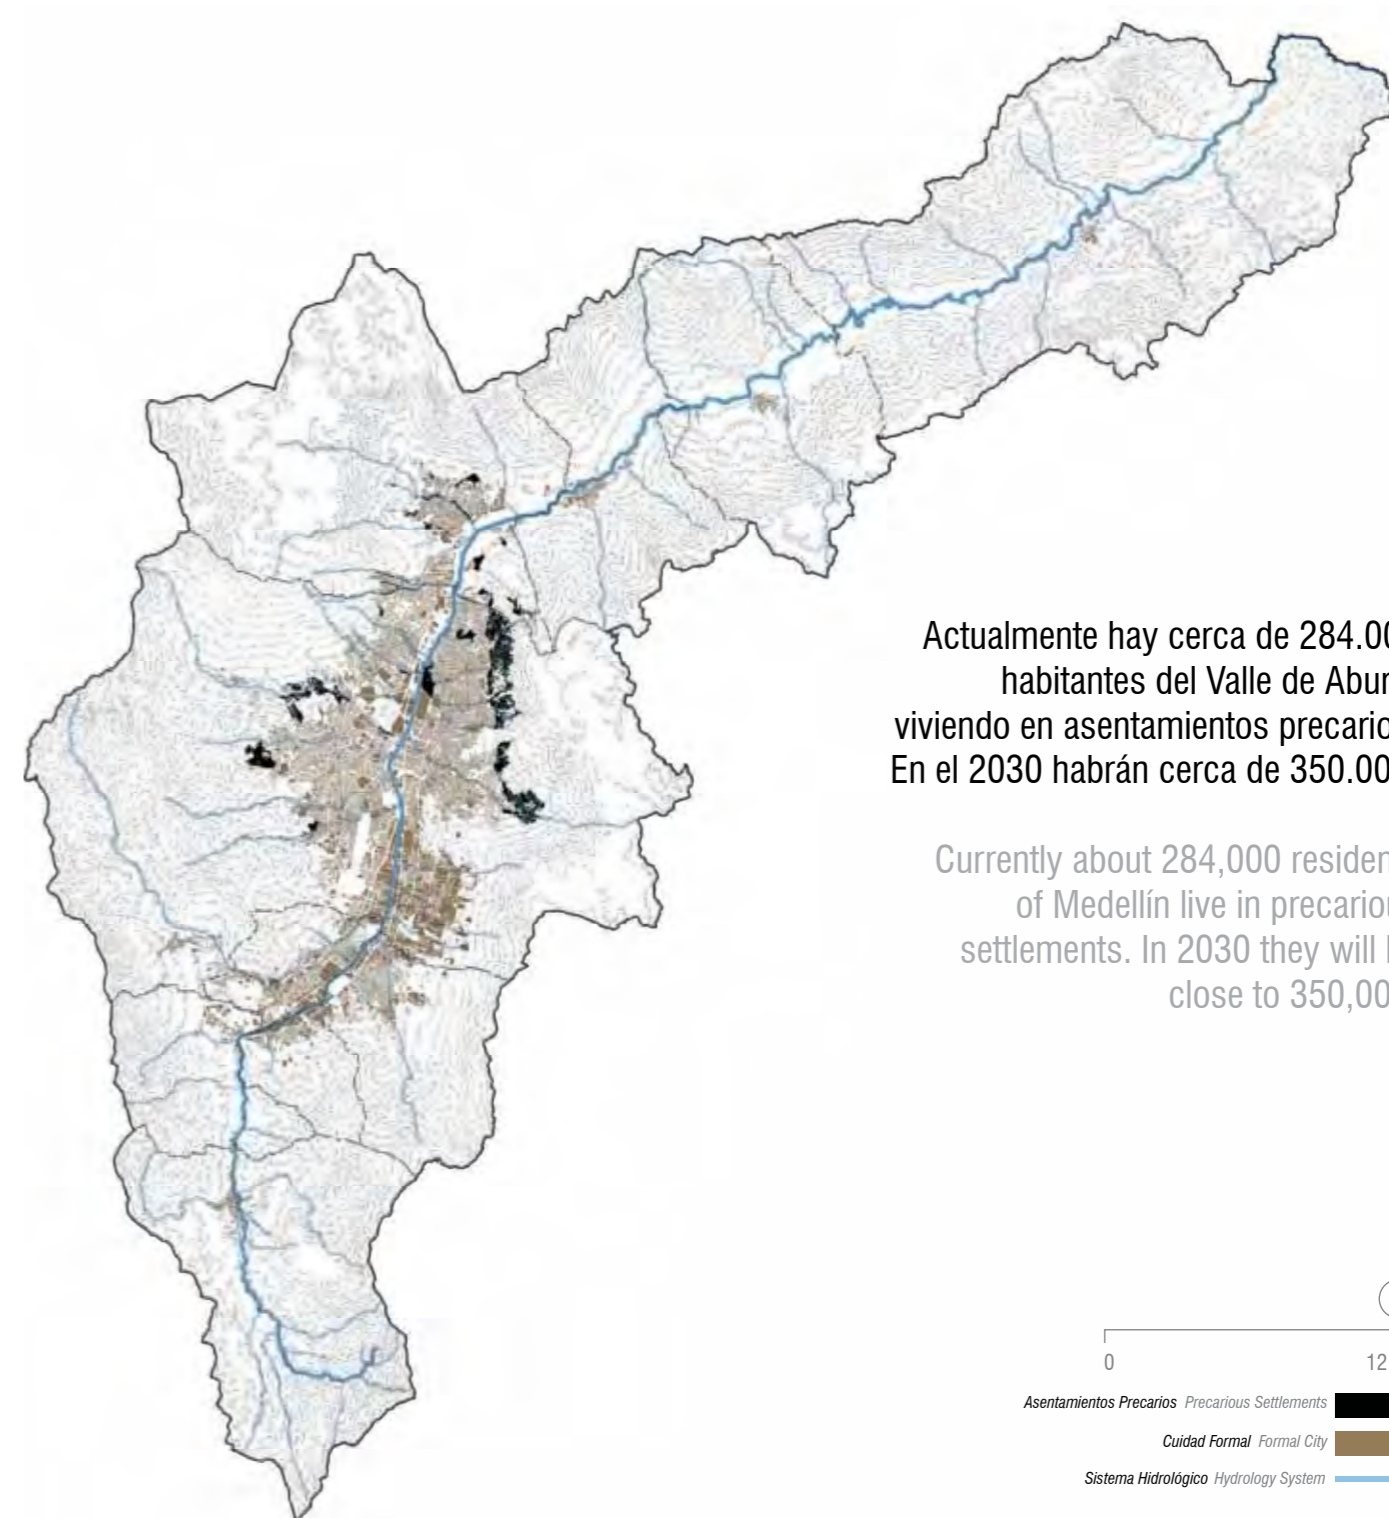 Actualmente hay cerca de 284.00
habitantes del Valle de Abur
viviendo en asentamientos precario
En el 2030 habrán cerca de 350.00
Currently about 284,000 residen
of Medellín live in precariou
settlements. In 2030 they will
close to 350,00
0 12
Asentamientos Precarios Precarious Settlements
Cuidad Formal Formal City
Sistema Hidrológico Hydrology System